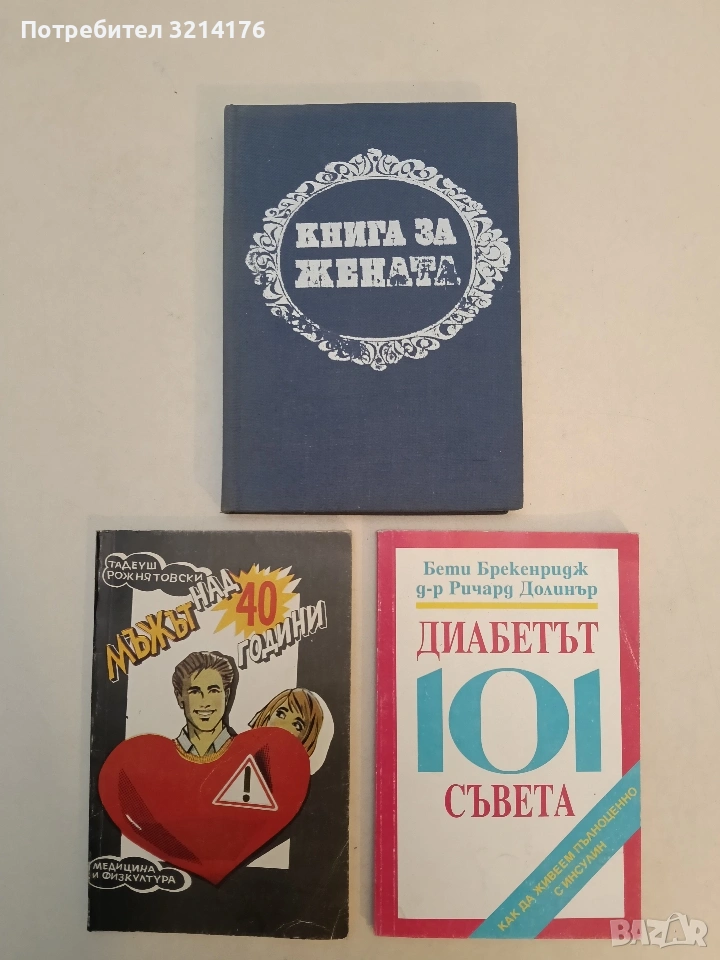 Потребител 3214176
КНИГА ЗА
ЖЕНАТА
ТАДЕУШ
РОЖНЯТОВСКИ
МЪЖЪТ НАД
40
ГОДИНИ
!
МЕДИЦИНА
И ФИЗКУЛТУРА
Бети Брекенридж
д-р Ричард Долинър
ДИАБЕТЪТ
101
СЪВЕТА
КАК ДА ЖИВЕЕМ ПЪЛНОЦЕННО
С ИНСУЛИН
BAZAR